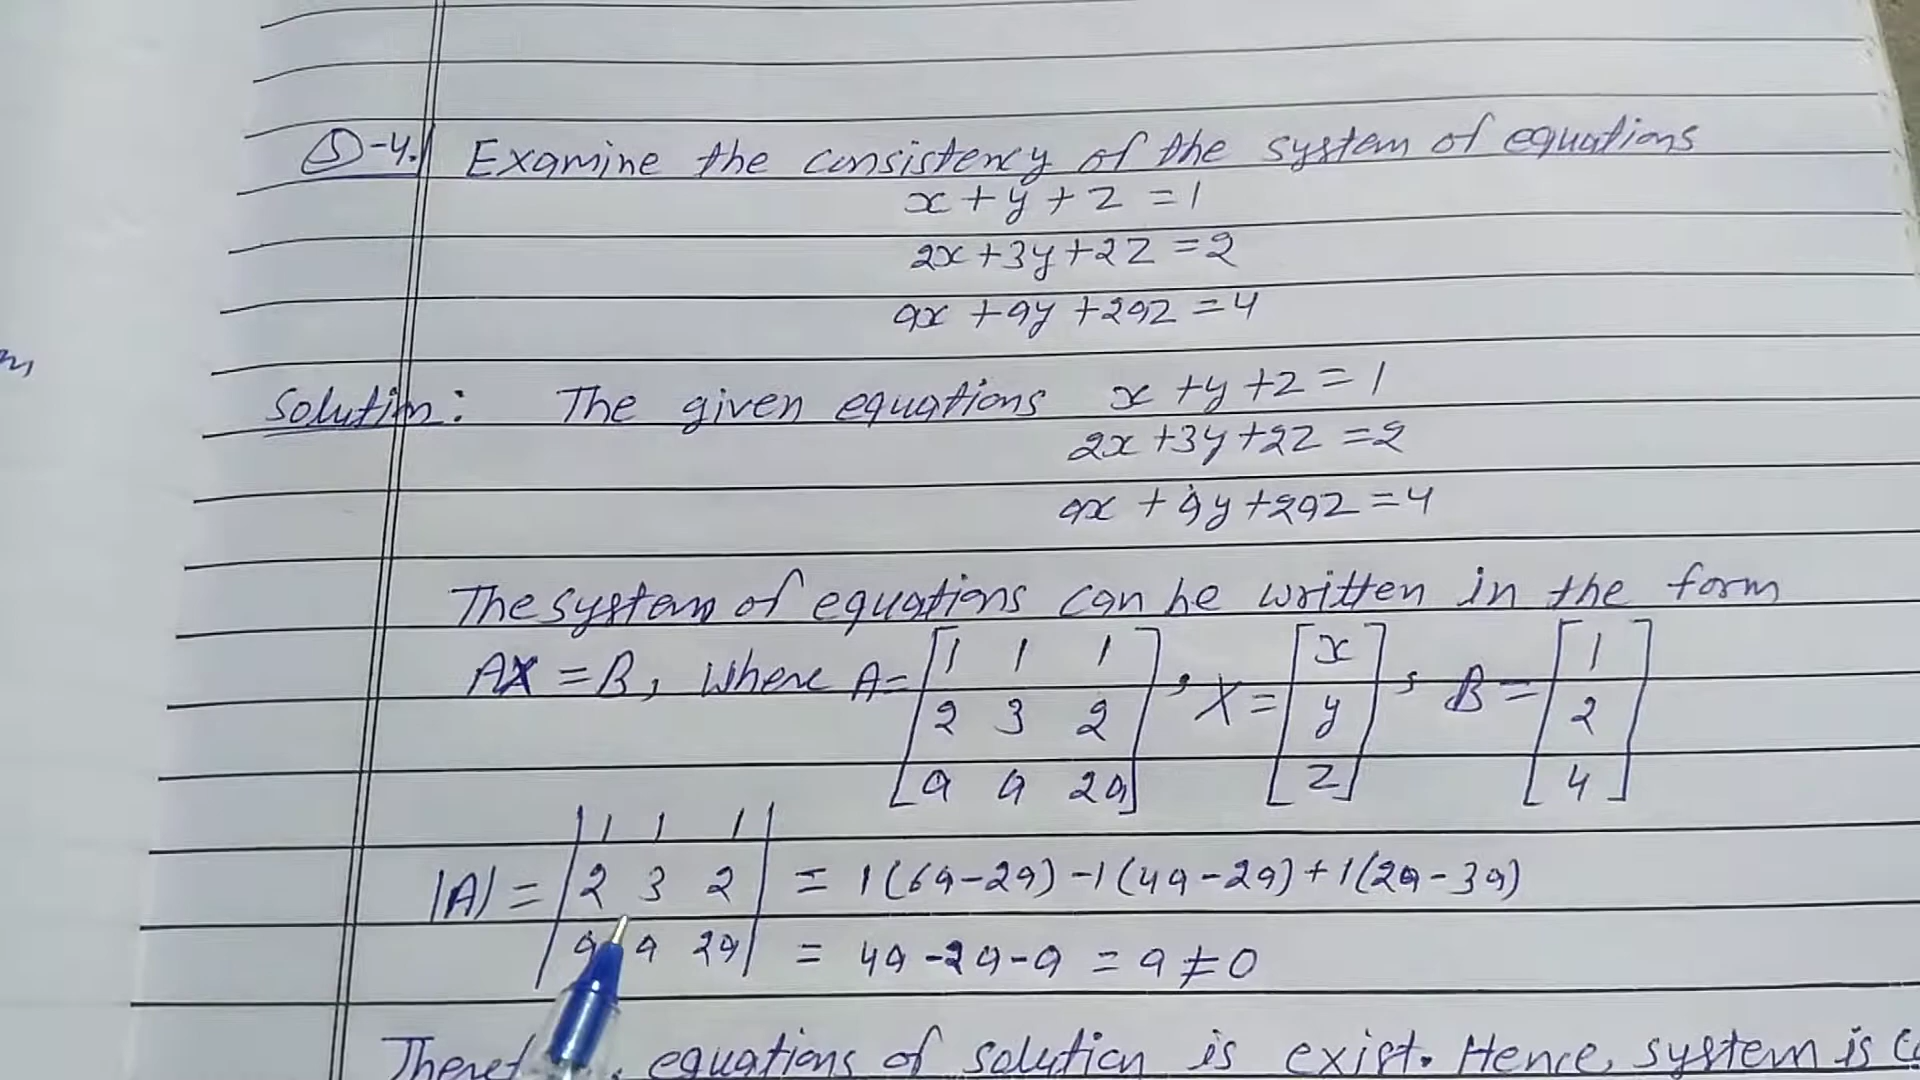 Q-4. Examine the consistency of the system of equations
x + y + z = 1
2x + 3y + 2z = 2
ax + ay + 2az = 4
Solution: The given equations x + y + z = 1
2x + 3y + 2z = 2
ax + ay + 2az = 4
The system of equations can be written in the form
AX = B, where A = [1 1 1; 2 3 2; a a 2a], X = [x; y; z], B = [1; 2; 4]
|A| = |1 1 1; 2 3 2; a a 2a| = 1(6a-2a) -1(4a-2a) + 1(2a-3a)
= 4a - 2a - a = a ≠ 0
equations of solution is exist. Hence, system is